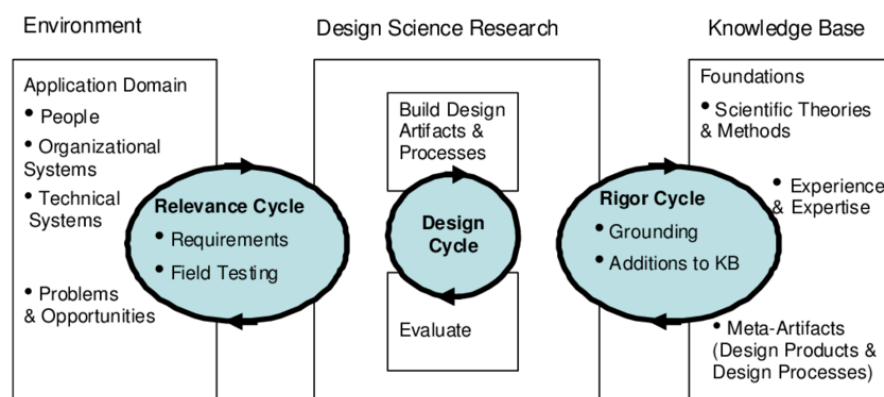 Environment
Design Science Research
Knowledge Base
Application Domain
• People
• Organizational
Systems
• Technical
Systems
• Problems
& Opportunities
Relevance Cycle
• Requirements
• Field Testing
Build Design
Artifacts &
Processes
Design
Cycle
Evaluate
Rigor Cycle
• Grounding
• Additions to KB
Foundations
• Scientific Theories
& Methods
• Experience
& Expertise
• Meta-Artifacts
(Design Products &
Design Processes)